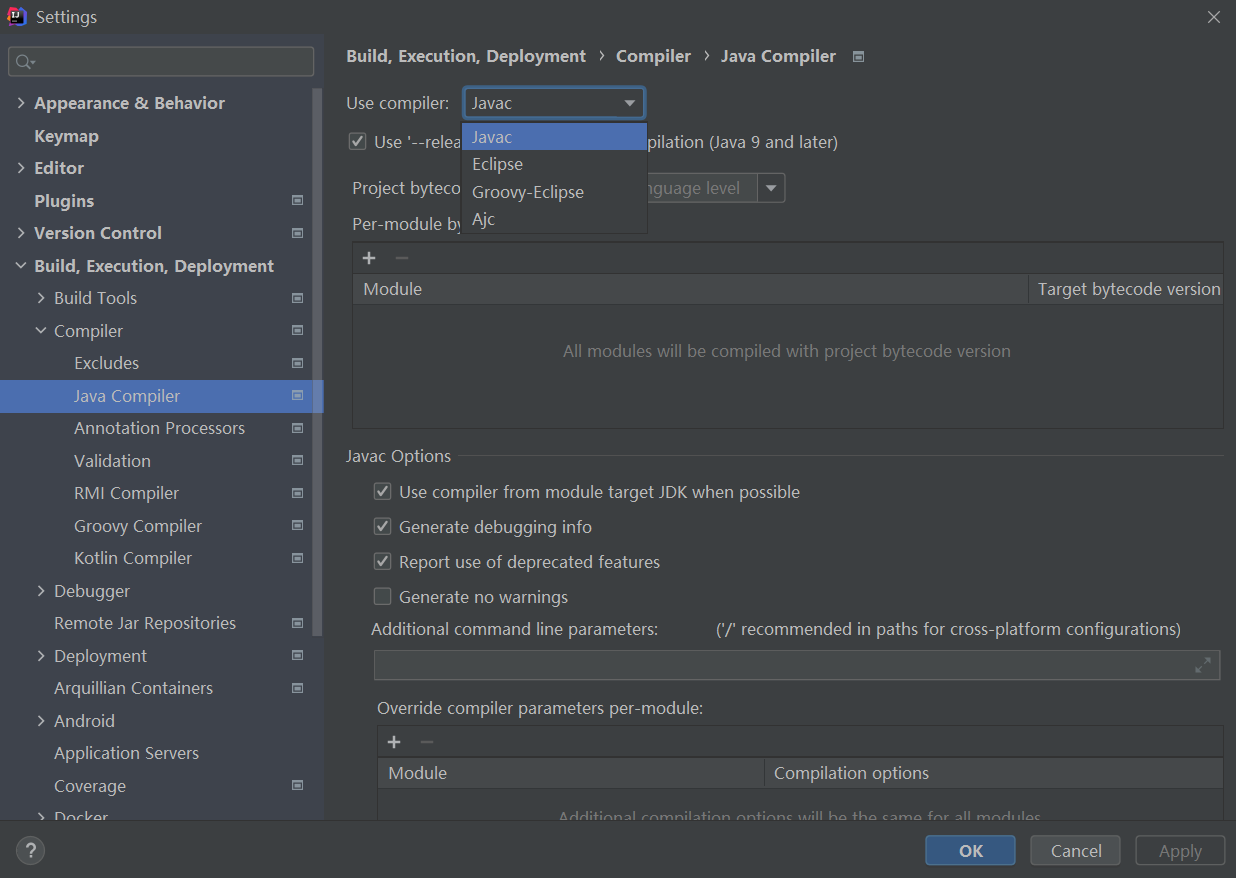 Settings
Appearance & Behavior
Keymap
Editor
Plugins
Version Control
Build, Execution, Deployment
Build Tools
Compiler
Excludes
Java Compiler
Annotation Processors
Validation
RMI Compiler
Groovy Compiler
Kotlin Compiler
Debugger
Remote Jar Repositories
Deployment
Arquillian Containers
Android
Application Servers
Coverage
Docker
Build, Execution, Deployment › Compiler › Java Compiler
Use compiler: Javac
Javac
Eclipse
Groovy-Eclipse
Ajc
Use '--relea pilation (Java 9 and later)
Project byteco nguage level
Per-module by
Module Target bytecode version
All modules will be compiled with project bytecode version
Javac Options
Use compiler from module target JDK when possible
Generate debugging info
Report use of deprecated features
Generate no warnings
Additional command line parameters: ('/' recommended in paths for cross-platform configurations)
Override compiler parameters per-module:
Module Compilation options
Additional compilation options will be the same for all modules
? OK Cancel Apply